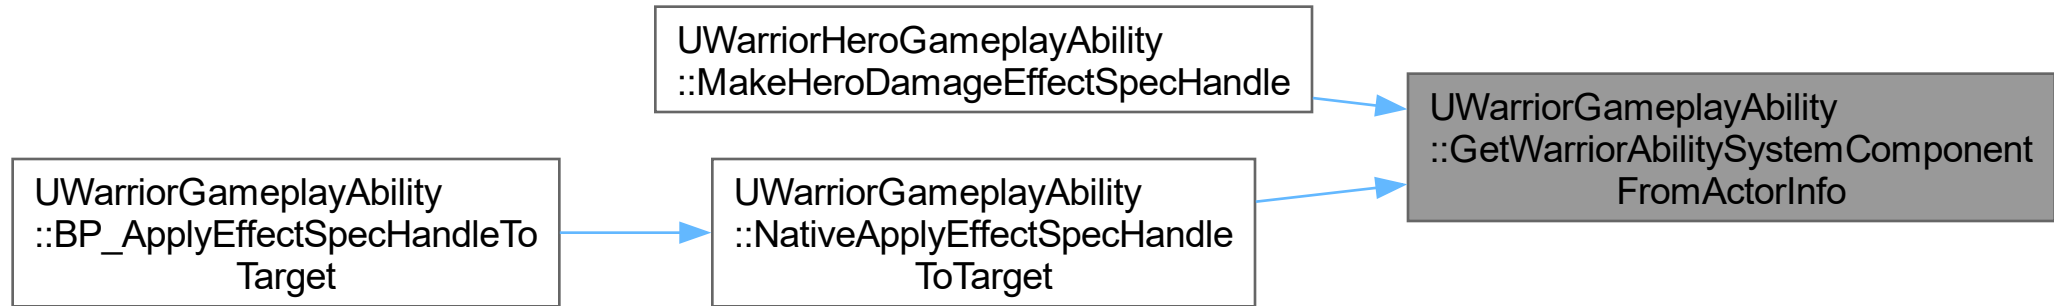 UWarriorHeroGameplayAbility
::MakeHeroDamageEffectSpecHandle
UWarriorGameplayAbility
::GetWarriorAbilitySystemComponent
FromActorInfo
UWarriorGameplayAbility
::BP_ApplyEffectSpecHandleTo
Target
UWarriorGameplayAbility
::NativeApplyEffectSpecHandle
ToTarget